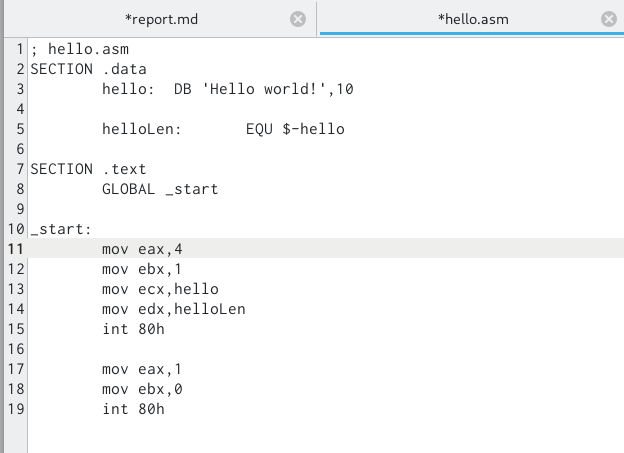 *report.md
*hello.asm
1 ; hello.asm
2 SECTION .data
3         hello:  DB 'Hello world!',10
4
5         helloLen:       EQU $-hello
6
7 SECTION .text
8         GLOBAL _start
9
10 _start:
11         mov eax,4
12         mov ebx,1
13         mov ecx,hello
14         mov edx,helloLen
15         int 80h
16
17         mov eax,1
18         mov ebx,0
19         int 80h